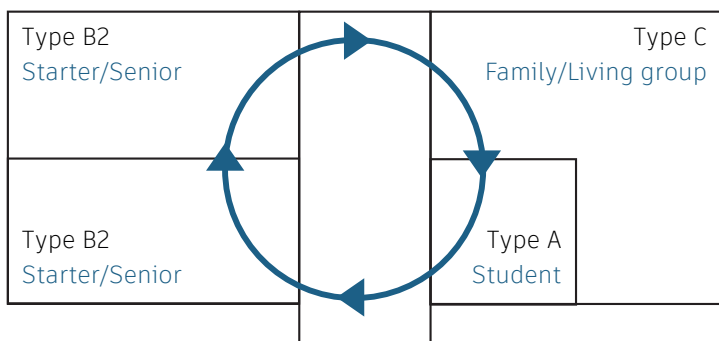 Type B2
Starter/Senior
Type C
Family/Living group
Type B2
Starter/Senior
Type A
Student